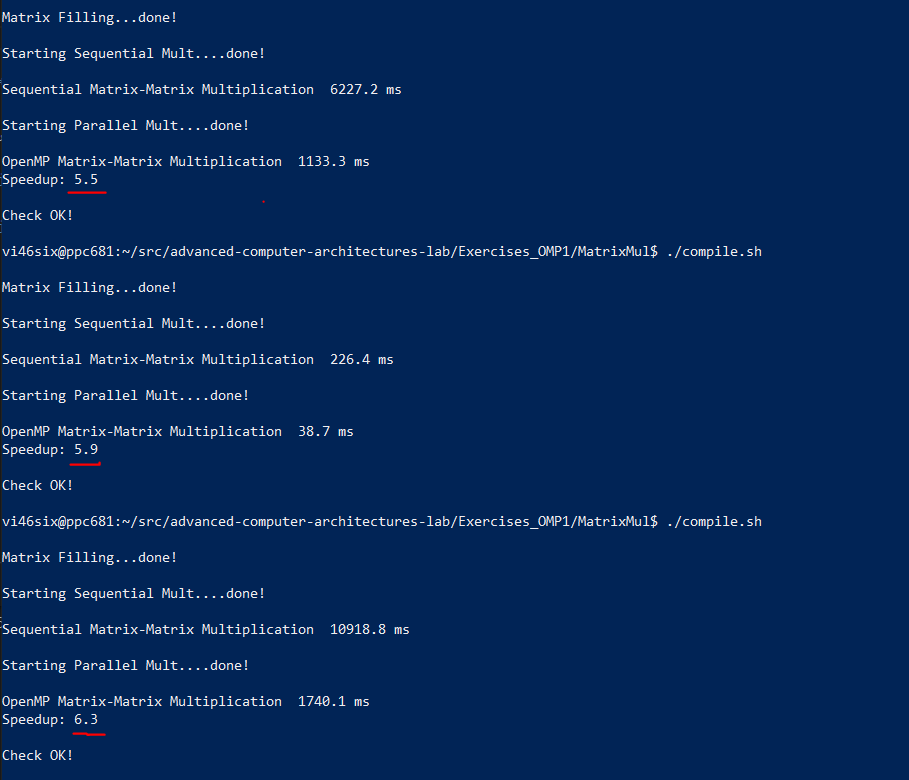 Matrix Filling...done!
Starting Sequential Mult....done!
Sequential Matrix-Matrix Multiplication  6227.2 ms
Starting Parallel Mult....done!
OpenMP Matrix-Matrix Multiplication  1133.3 ms
Speedup: 5.5
Check OK!
vi46six@ppc681:~/src/advanced-computer-architectures-lab/Exercises_OMP1/MatrixMul$ ./compile.sh
Matrix Filling...done!
Starting Sequential Mult....done!
Sequential Matrix-Matrix Multiplication  226.4 ms
Starting Parallel Mult....done!
OpenMP Matrix-Matrix Multiplication  38.7 ms
Speedup: 5.9
Check OK!
vi46six@ppc681:~/src/advanced-computer-architectures-lab/Exercises_OMP1/MatrixMul$ ./compile.sh
Matrix Filling...done!
Starting Sequential Mult....done!
Sequential Matrix-Matrix Multiplication  10918.8 ms
Starting Parallel Mult....done!
OpenMP Matrix-Matrix Multiplication  1740.1 ms
Speedup: 6.3
Check OK!